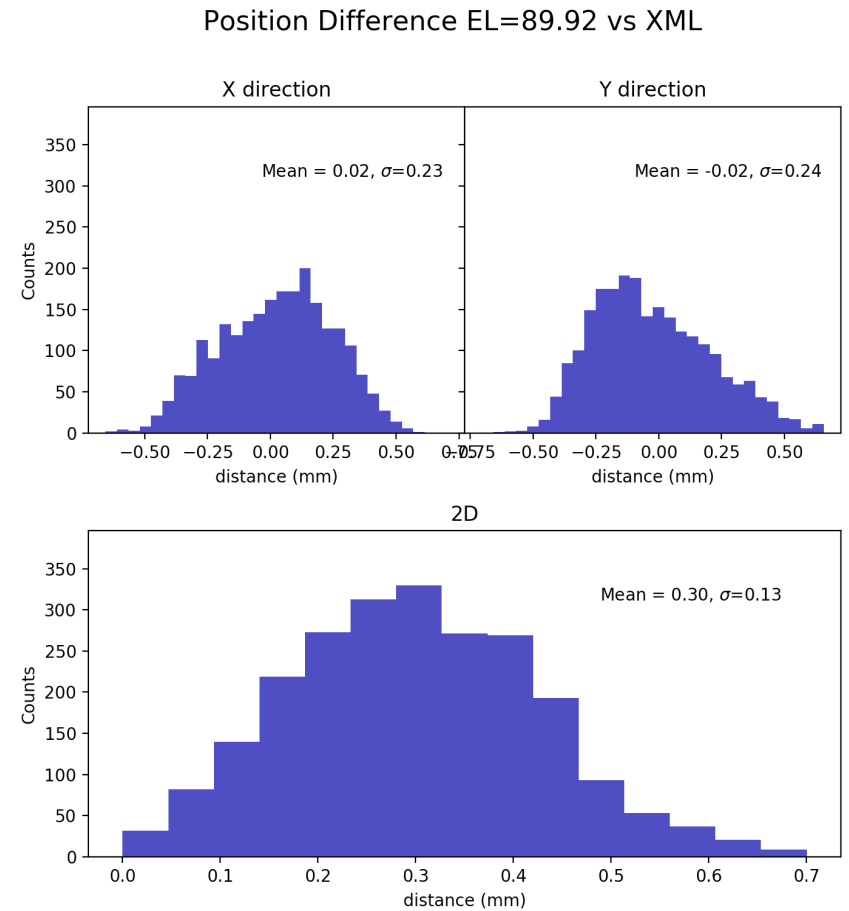 Position Difference EL=89.92 vs XML
X direction
Y direction
350
300
250
200
150
100
50
0
Counts
Mean = 0.02, σ=0.23
Mean = -0.02, σ=0.24
−0.50 −0.25 0.00 0.25 0.50 0.75
−0.75 −0.50 −0.25 0.00 0.25 0.50
distance (mm)
distance (mm)
2D
350
300
250
200
150
100
50
0
Counts
Mean = 0.30, σ=0.13
0.0 0.1 0.2 0.3 0.4 0.5 0.6 0.7
distance (mm)